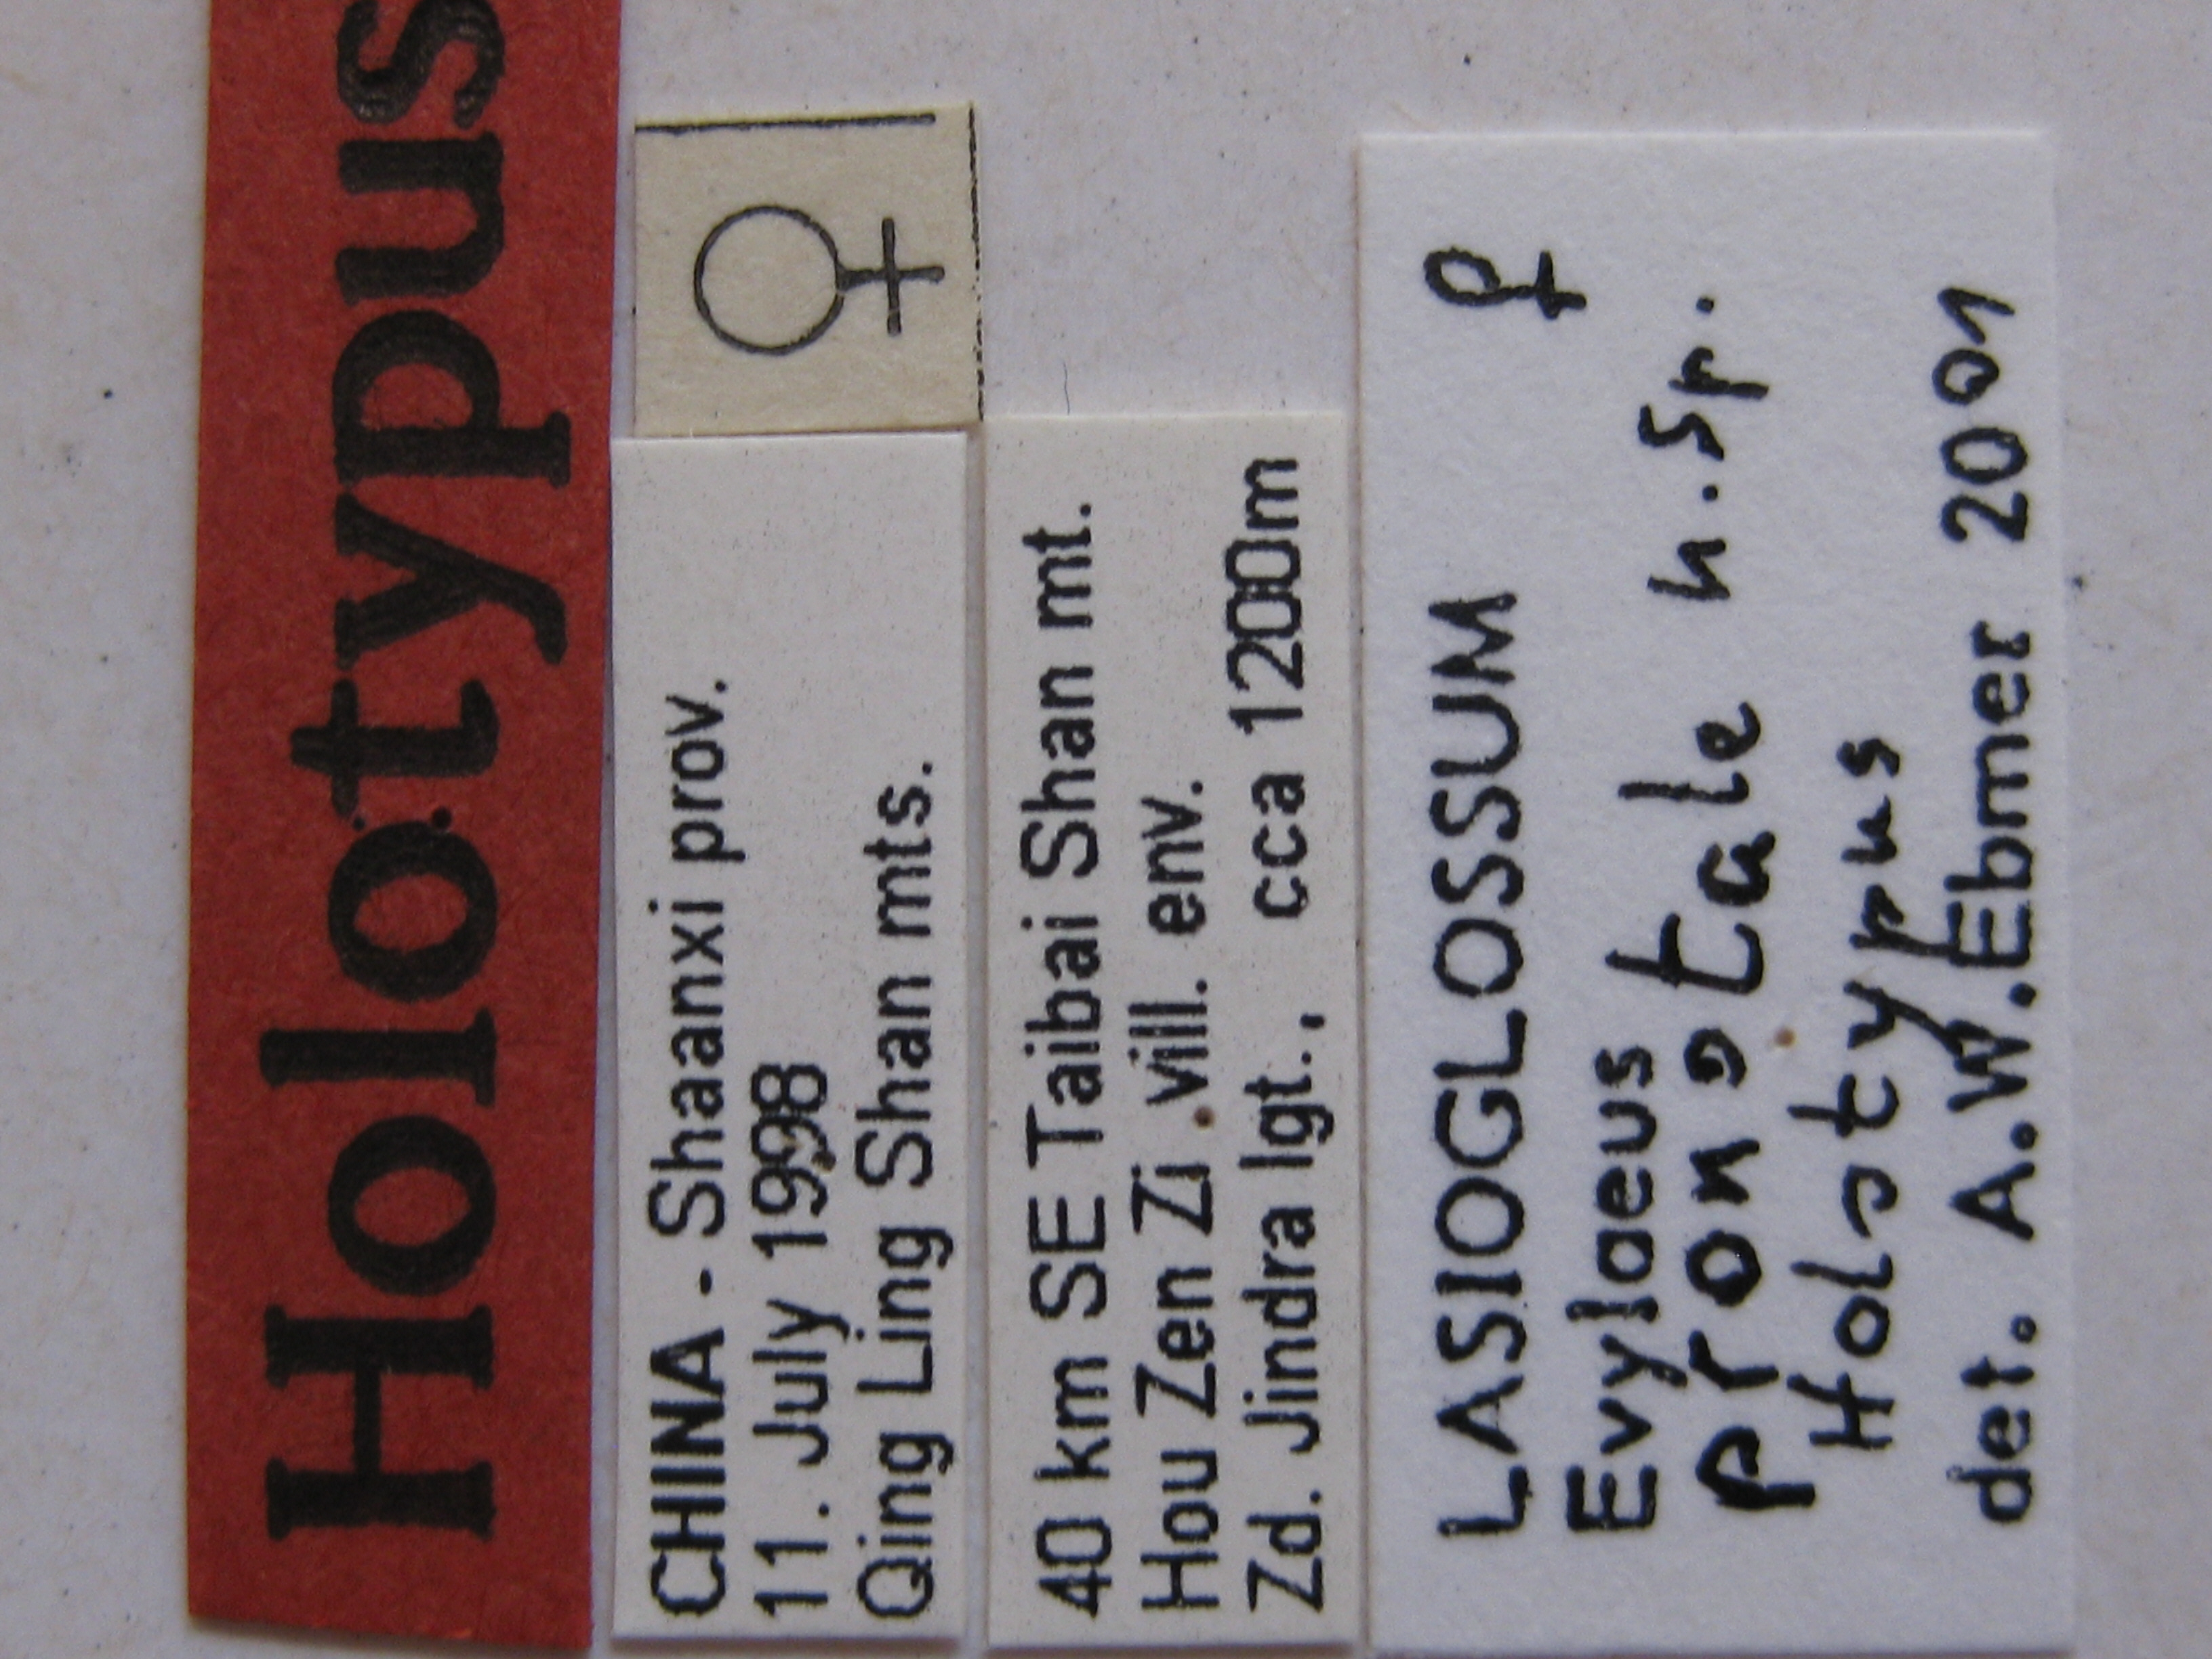 Holotypus
♀
CHINA - Shaanxi prov.
11. July 1998
Qing Ling Shan mts.
40 km SE Taibai Shan mt.
Hou Zen Zi vill. env.
Zd. Jindra lgt., cca 1200m
LASIOGLOSSUM ♀
Evylaeus
pronotale n.sp.
Holotypus
det. A.W.Ebmer 2001